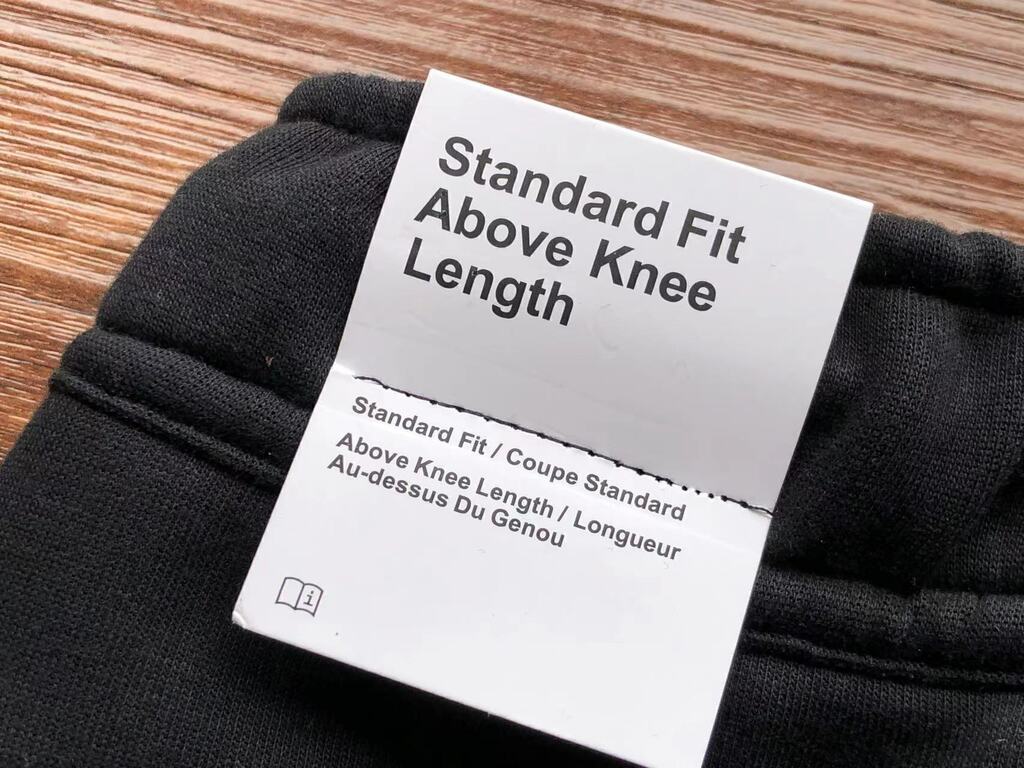 Standard Fit
Above Knee
Length
Standard Fit / Coupe Standard
Above Knee Length / Longueur
Au-dessus Du Genou
i